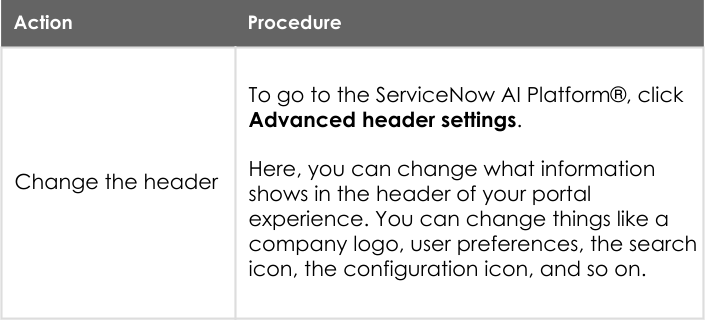 Action Procedure
To go to the ServiceNow AI Platform®, click
Advanced header settings.
Here, you can change what information
Change the header
shows in the header of your portal
experience. You can change things like a
company logo, user preferences, the search
icon, the configuration icon, and so on.